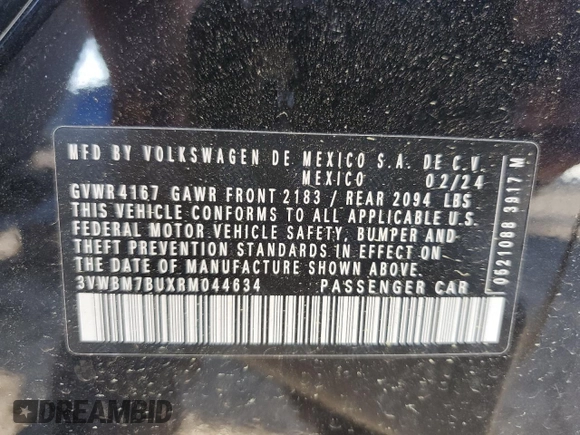 MFD BY VOLKSWAGEN DE MEXICO S.A. DE C.V.
MEXICO 02/24
GVWR 4167 GAWR FRONT 2183 / REAR 2094 LBS
THIS VEHICLE CONFORMS TO ALL APPLICABLE U.S.
FEDERAL MOTOR VEHICLE SAFETY, BUMPER AND
THEFT PREVENTION STANDARDS IN EFFECT ON
THE DATE OF MANUFACTURE SHOWN ABOVE.
3VWBM7BUXRM044634 PASSENGER CAR
0521088 3917 M
DREAMBID